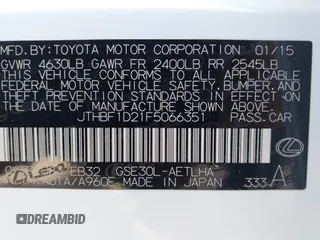 MFD.BY:TOYOTA MOTOR CORPORATION 01/15
GVWR 4630LB GAWR FR 2400LB RR 2545LB
THIS VEHICLE CONFORMS TO ALL APPLICABLE
FEDERAL MOTOR VEHICLE SAFETY, BUMPER, AND
THEFT PREVENTION STANDARDS IN EFFECT ON THE DATE
OF MANUFACTURE SHOWN ABOVE.
JTHBF1D21F5066351 PASS.CAR
EB32 GSE30L-AETLHA
A960E MADE IN JAPAN 333 A
LEXUS
autobidmaster